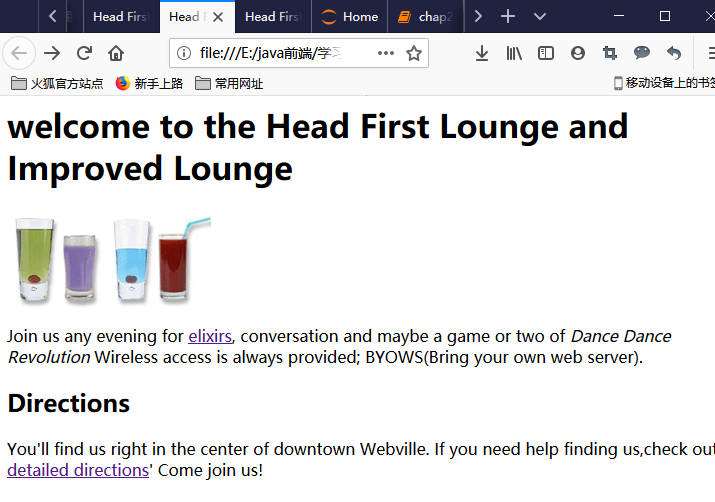 Head First
Head F
Head First
Home
chap2
file:///E:/java前端/学习
火狐官方站点
新手上路
常用网址
移动设备上的书签
welcome to the Head First Lounge and
Improved Lounge
Join us any evening for elixirs, conversation and maybe a game or two of Dance Dance
Revolution Wireless access is always provided; BYOWS(Bring your own web server).
Directions
You'll find us right in the center of downtown Webville. If you need help finding us,check out
detailed directions' Come join us!